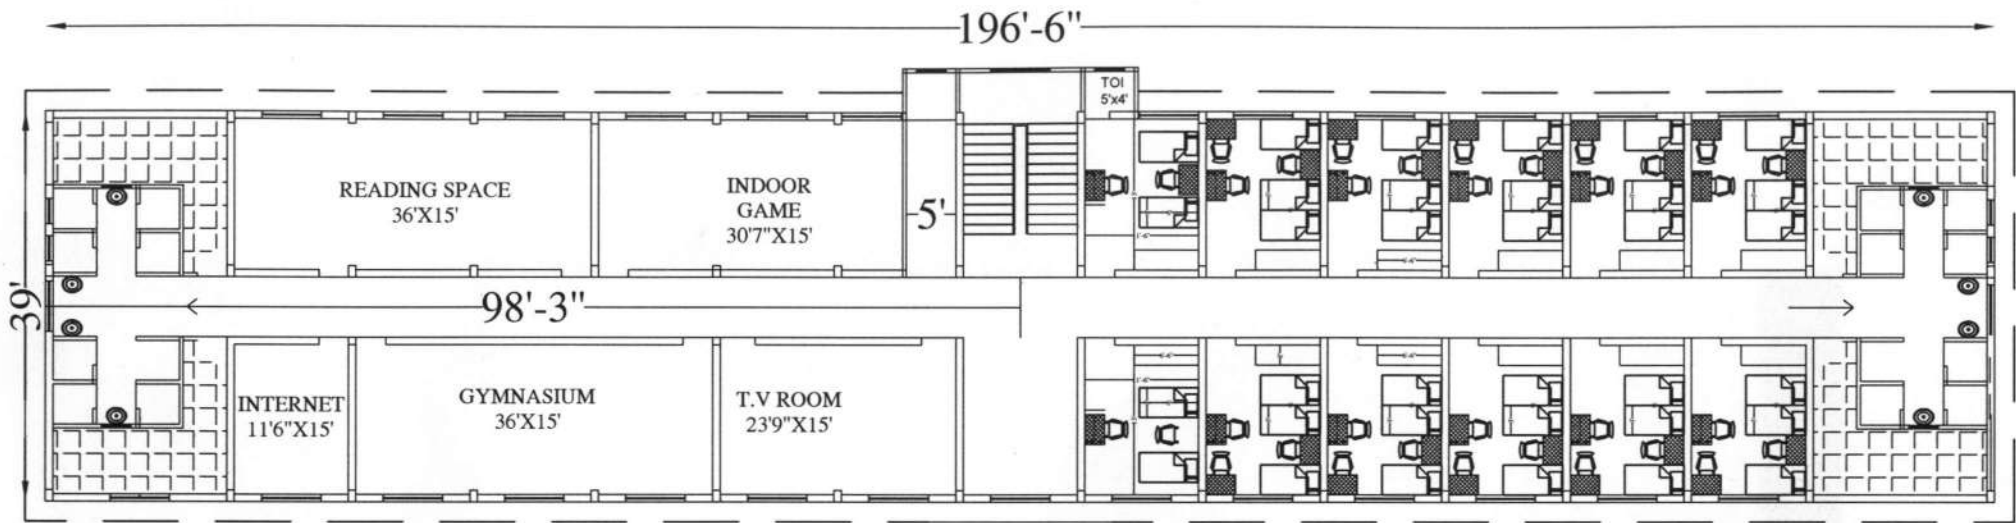 196'-6"
TOI
5'x4'
READING SPACE
36'X15'
INDOOR
GAME
30'7"X15'
5'
39'
98'-3"
INTERNET
11'6"X15'
GYMNASIUM
36'X15'
T.V ROOM
23'9"X15'